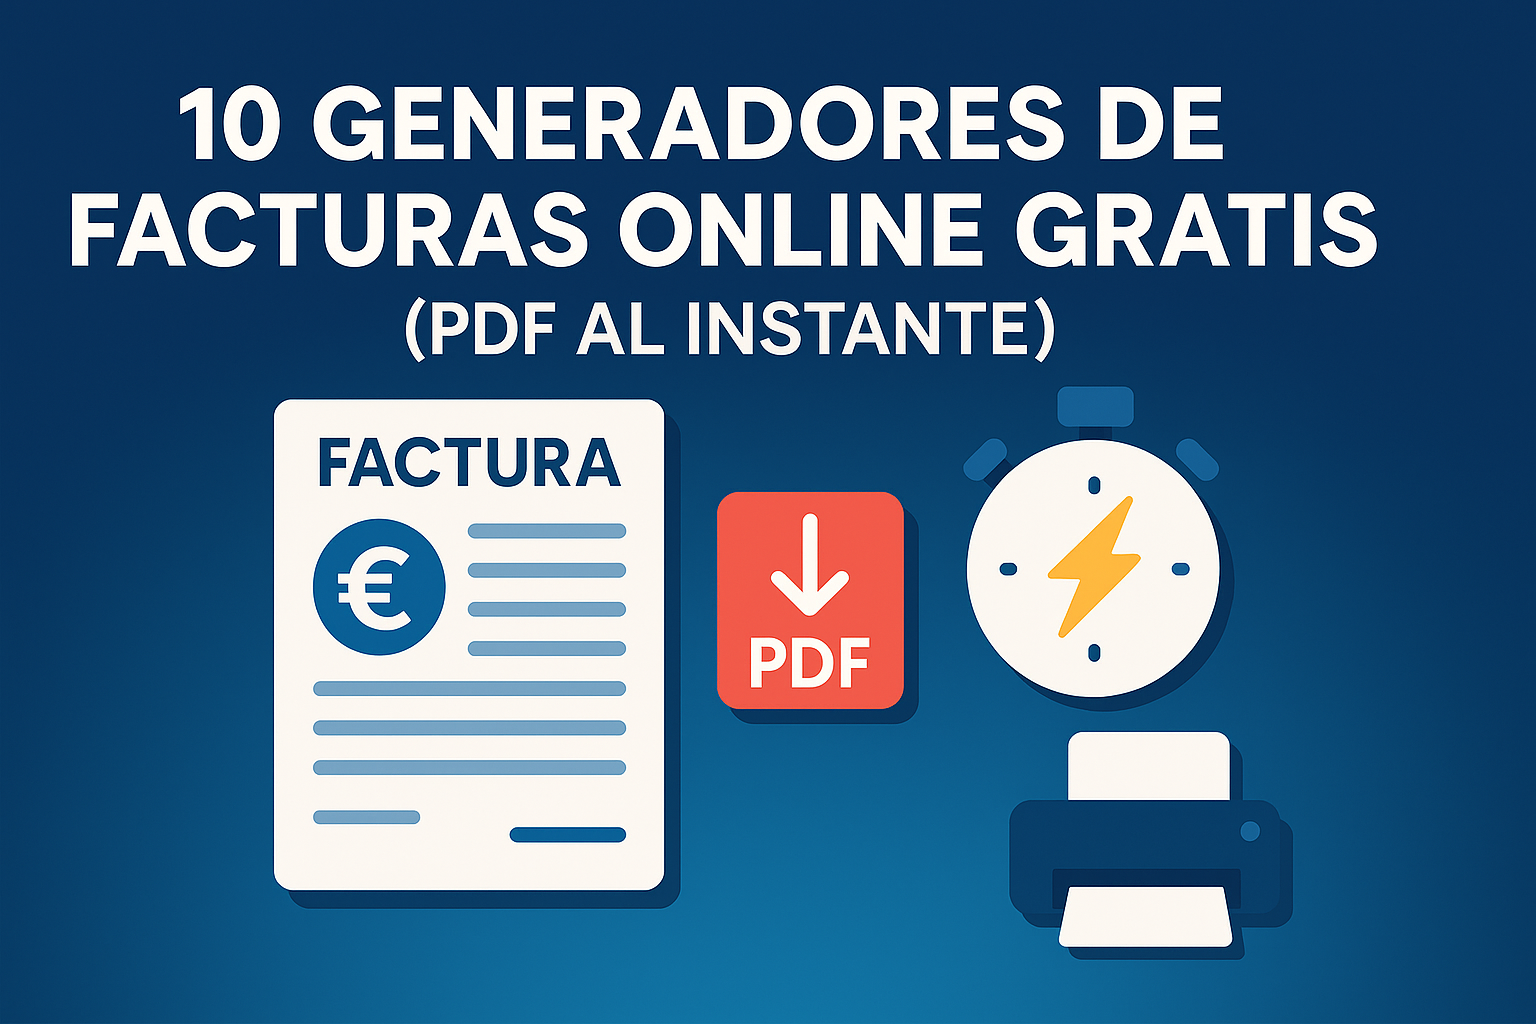 10 GENERADORES DE
FACTURAS ONLINE GRATIS
(PDF AL INSTANTE)
FACTURA
€
PDF